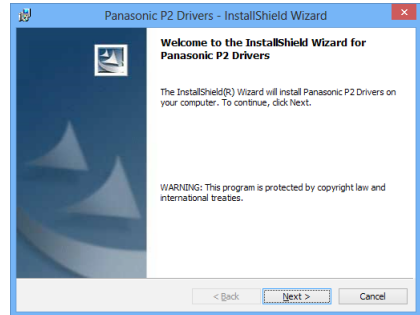 Panasonic P2 Drivers - InstallShield Wizard
Welcome to the InstallShield Wizard for
Panasonic P2 Drivers
The InstallShield(R) Wizard will install Panasonic P2 Drivers on
your computer. To continue, click Next.
WARNING: This program is protected by copyright law and
international treaties.
< Back Next > Cancel